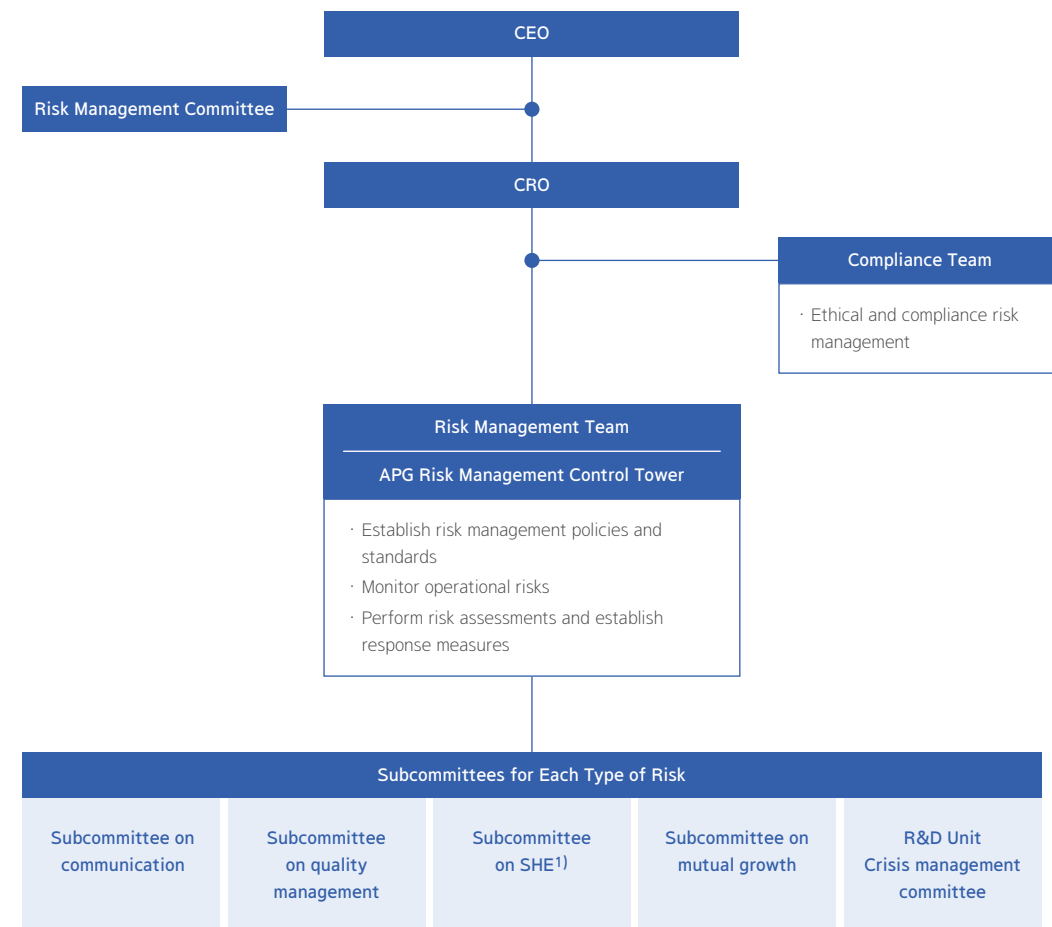 CEO
Risk Management Committee
CRO
Compliance Team
· Ethical and compliance risk
management
Risk Management Team
APG Risk Management Control Tower
· Establish risk management policies and
standards
· Monitor operational risks
· Perform risk assessments and establish
response measures
Subcommittees for Each Type of Risk
Subcommittee on
communication
Subcommittee
on quality
management
Subcommittee
on SHE1)
Subcommittee on
mutual growth
R&D Unit
Crisis management
committee